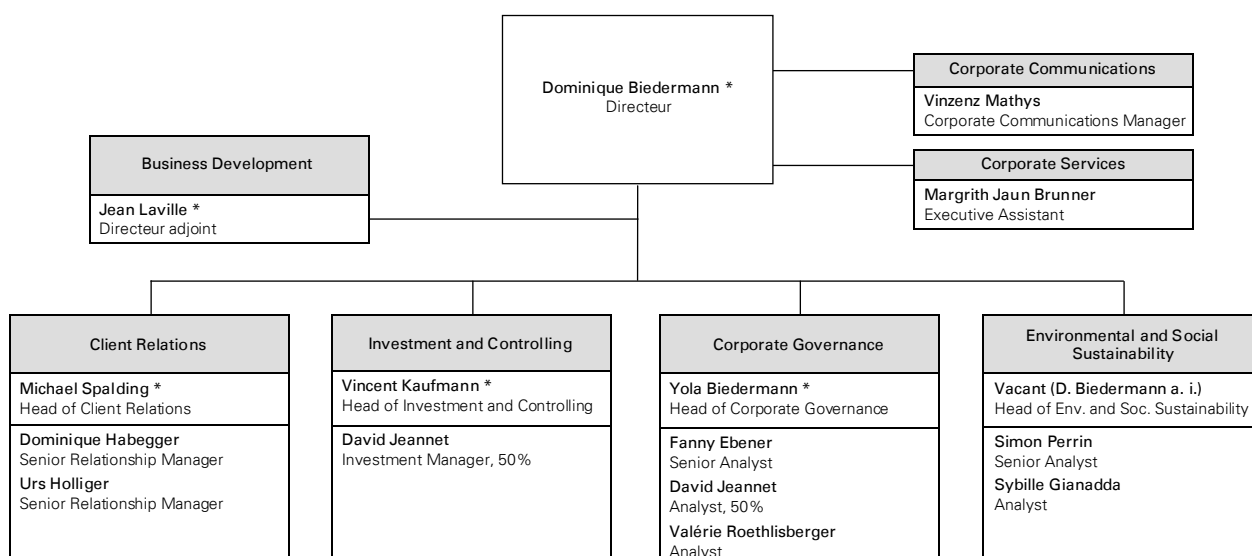 Dominique Biedermann *
Directeur
Corporate Communications
Vinzenz Mathys
Corporate Communications Manager
Corporate Services
Margrith Jaun Brunner
Executive Assistant
Business Development
Jean Laville *
Directeur adjoint
Client Relations
Michael Spalding *
Head of Client Relations
Dominique Habegger
Senior Relationship Manager
Urs Holliger
Senior Relationship Manager
Investment and Controlling
Vincent Kaufmann *
Head of Investment and Controlling
David Jeannet
Investment Manager, 50%
Corporate Governance
Yola Biedermann *
Head of Corporate Governance
Fanny Ebener
Senior Analyst
David Jeannet
Analyst, 50%
Valérie Roethlisberger
Analyst
Environmental and Social
Sustainability
Vacant (D. Biedermann a. i.)
Head of Env. and Soc. Sustainability
Simon Perrin
Senior Analyst
Sybille Gianadda
Analyst